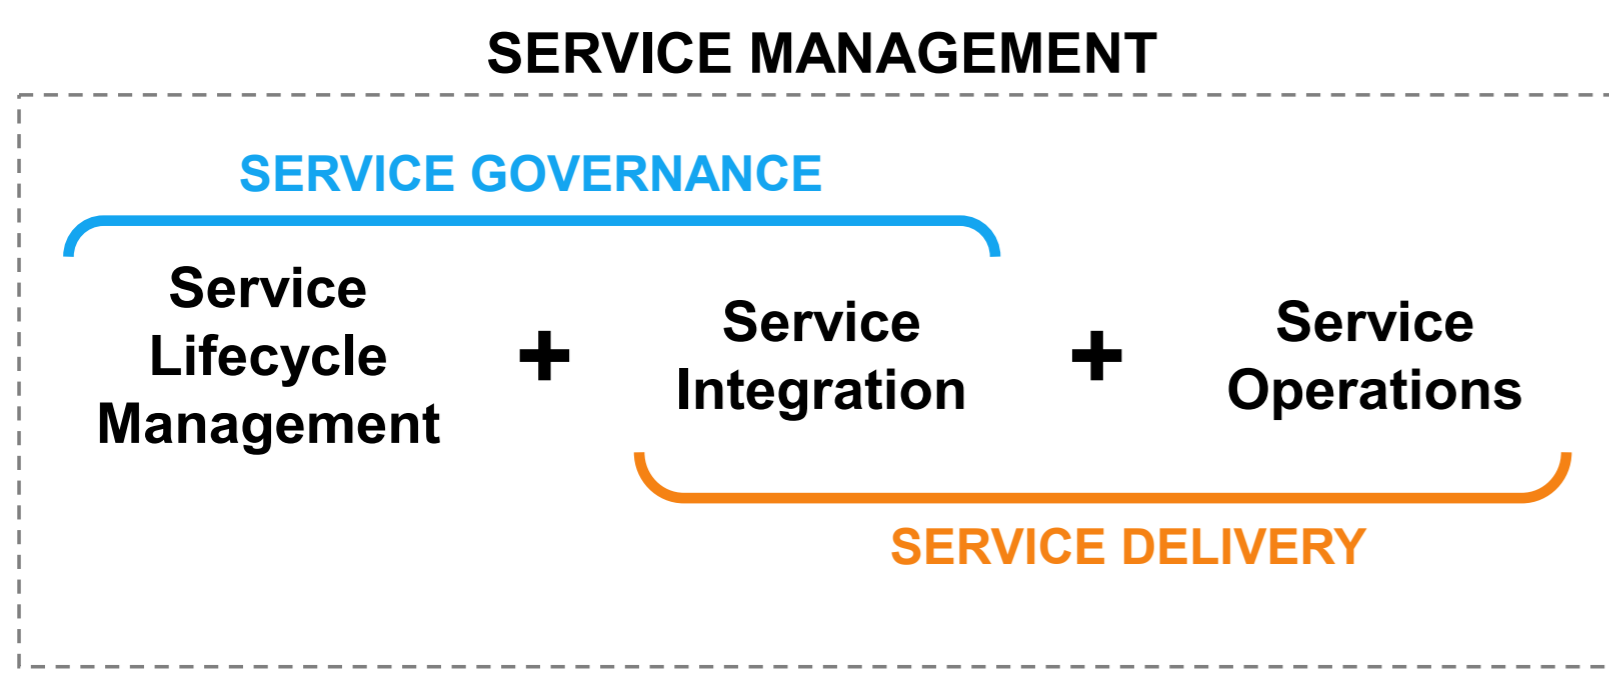 SERVICE MANAGEMENT
SERVICE GOVERNANCE
Service
Lifecycle
Management
+
Service
Integration
+
Service
Operations
SERVICE DELIVERY